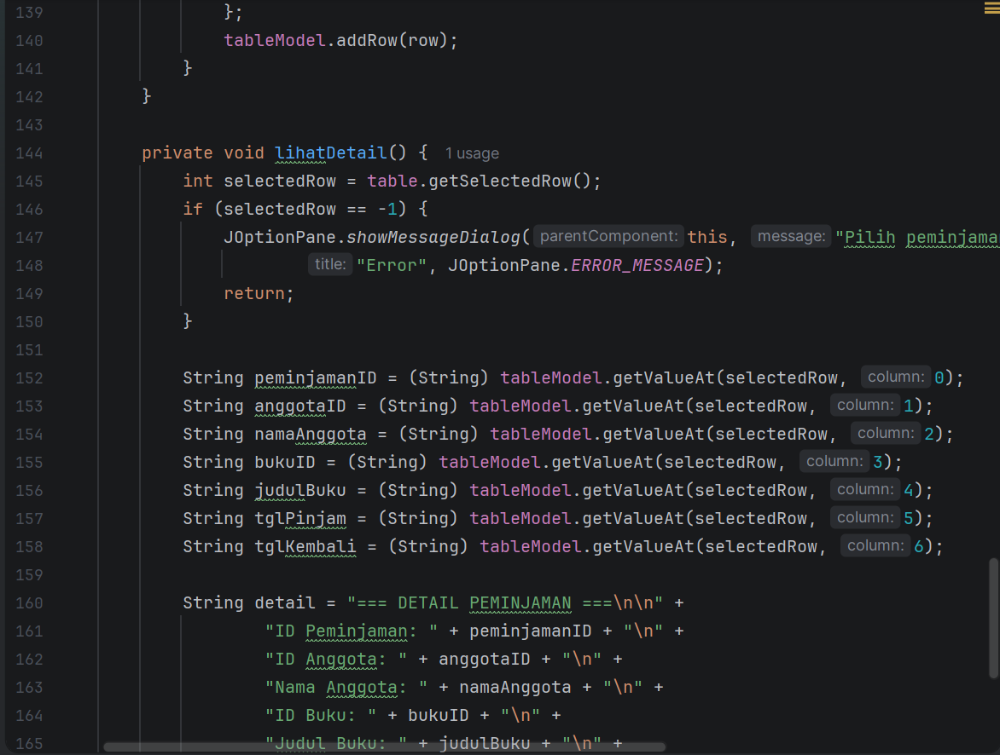 139 };
140 tableModel.addRow(row);
141 }
142 }
143
144 private void lihatDetail() { 1 usage
145 int selectedRow = table.getSelectedRow();
146 if (selectedRow == -1) {
147 JOptionPane.showMessageDialog( parentComponent: this, message: "Pilih peminjama
148 title: "Error", JOptionPane.ERROR_MESSAGE);
149 return;
150 }
151
152 String peminjamanID = (String) tableModel.getValueAt(selectedRow, column: 0);
153 String anggotaID = (String) tableModel.getValueAt(selectedRow, column: 1);
154 String namaAnggota = (String) tableModel.getValueAt(selectedRow, column: 2);
155 String bukuID = (String) tableModel.getValueAt(selectedRow, column: 3);
156 String judulBuku = (String) tableModel.getValueAt(selectedRow, column: 4);
157 String tglPinjam = (String) tableModel.getValueAt(selectedRow, column: 5);
158 String tglKembali = (String) tableModel.getValueAt(selectedRow, column: 6);
159
160 String detail = "=== DETAIL PEMINJAMAN ===\n\n" +
161 "ID Peminjaman: " + peminjamanID + "\n" +
162 "ID Anggota: " + anggotaID + "\n" +
163 "Nama Anggota: " + namaAnggota + "\n" +
164 "ID Buku: " + bukuID + "\n" +
165 "Judul Buku: " + judulBuku + "\n" +